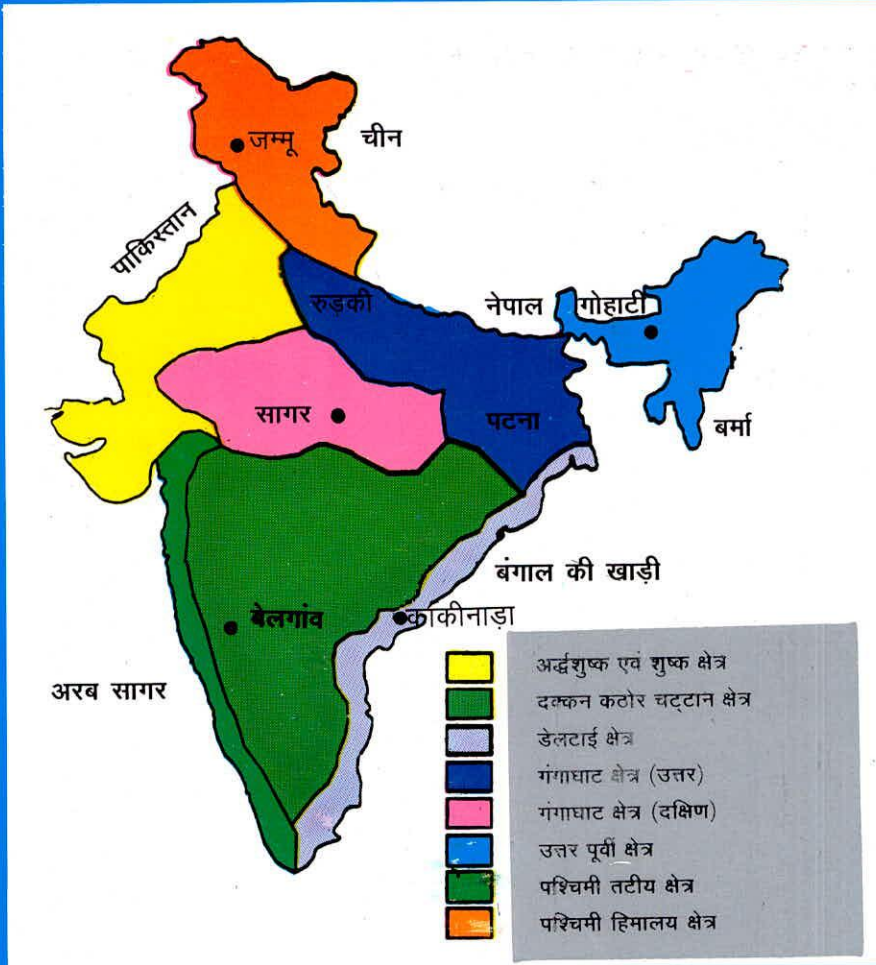 जम्मू
चीन
पाकिस्तान
रुड़की
नेपाल
गोहाटी
सागर
पटना
बर्मा
बंगाल की खाड़ी
बेलगांव
काकीनाड़ा
अरब सागर
अर्द्धशुष्क एवं शुष्क क्षेत्र
दक्कन कठोर चट्टान क्षेत्र
डेलटाई क्षेत्र
गंगाघाट क्षेत्र (उत्तर)
गंगाघाट क्षेत्र (दक्षिण)
उत्तर पूर्वी क्षेत्र
पश्चिमी तटीय क्षेत्र
पश्चिमी हिमालय क्षेत्र